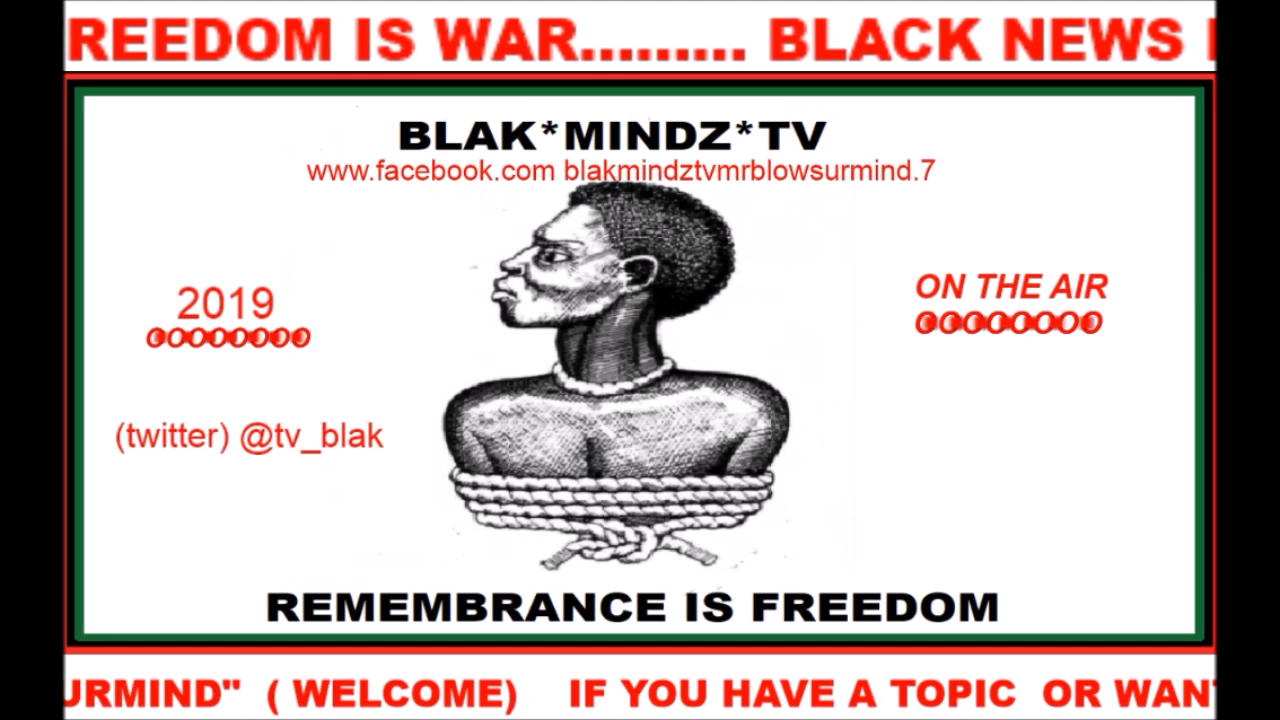 REEDOM IS WAR......... BLACK NEWS
BLAK*MINDZ*TV
www.facebook.com blakmindztvmrblowsurmind.7
2019
ON THE AIR
(twitter) @tv_blak
REMEMBRANCE IS FREEDOM
URMIND" ( WELCOME) IF YOU HAVE A TOPIC OR WAN